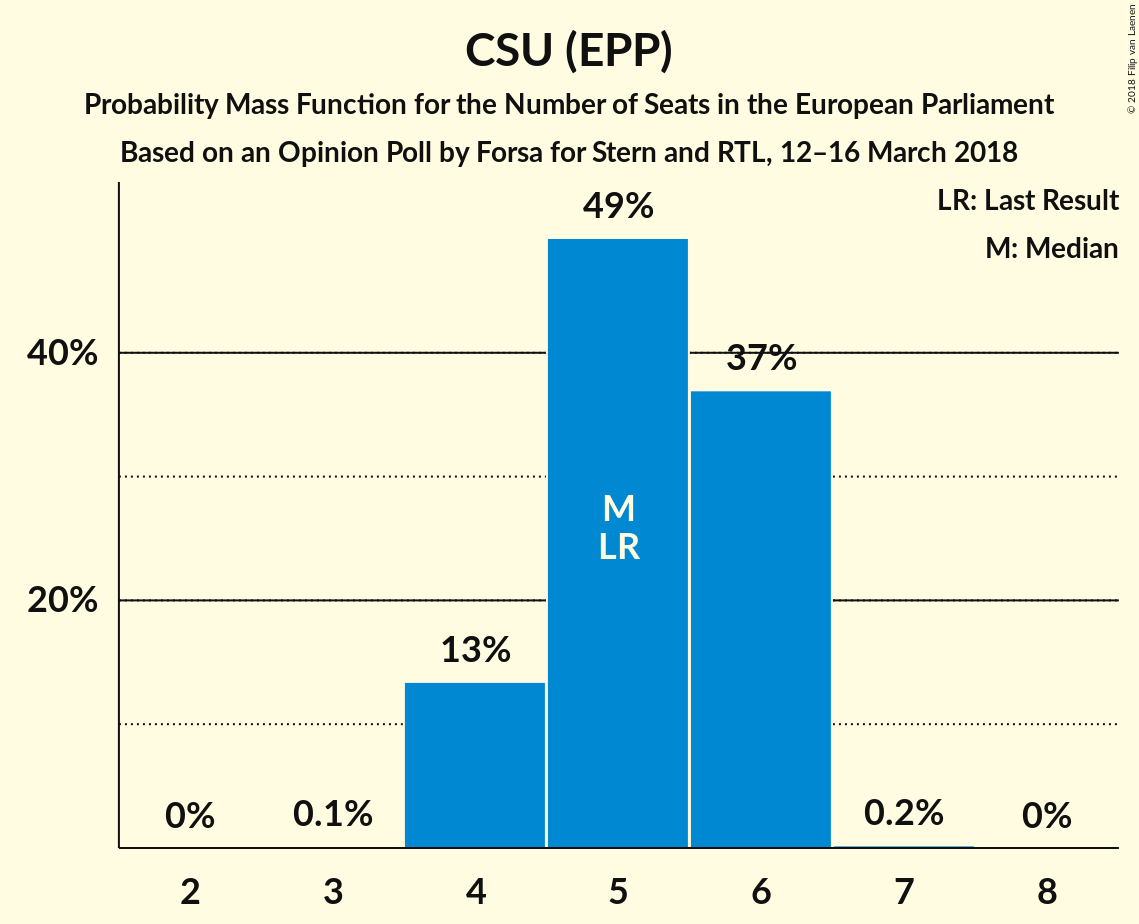 CSU (EPP)
Probability Mass Function for the Number of Seats in the European Parliament
Based on an Opinion Poll by Forsa for Stern and RTL, 12–16 March 2018
© 2018 Filip van Laenen
LR: Last Result
M: Median
49%
40%
37%
M
LR
20%
13%
0%
0.1%
0.2%
0%
2 3 4 5 6 7 8